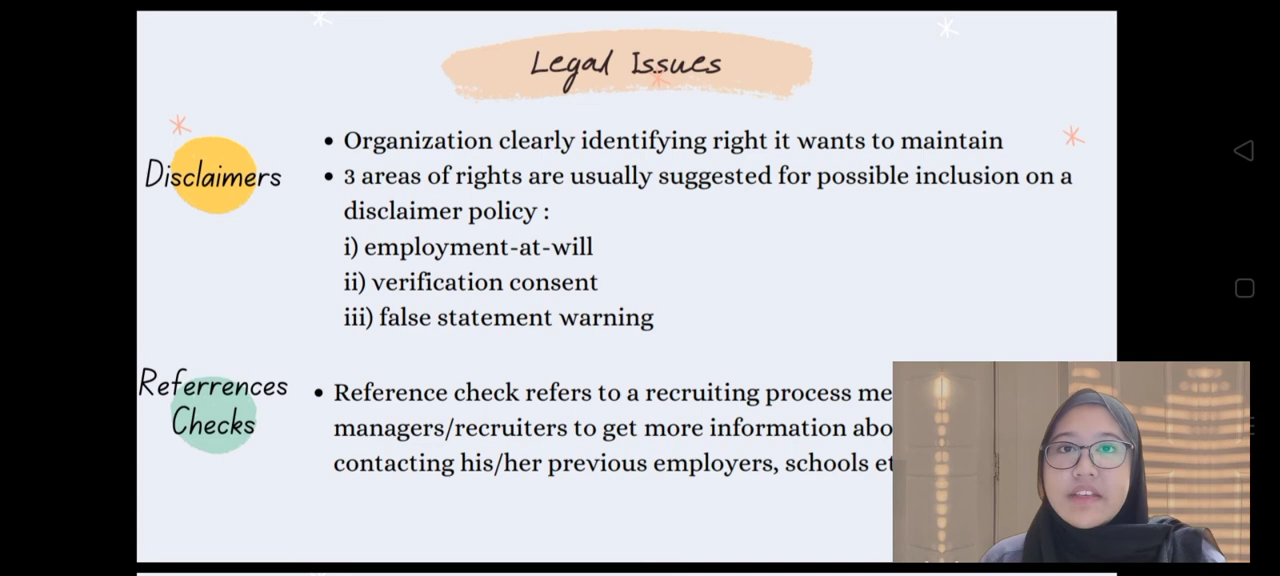 Legal Issues
Disclaimers
• Organization clearly identifying right it wants to maintain
• 3 areas of rights are usually suggested for possible inclusion on a
disclaimer policy :
i) employment-at-will
ii) verification consent
iii) false statement warning
Referrences
Checks
• Reference check refers to a recruiting process me
managers/recruiters to get more information abo
contacting his/her previous employers, schools et